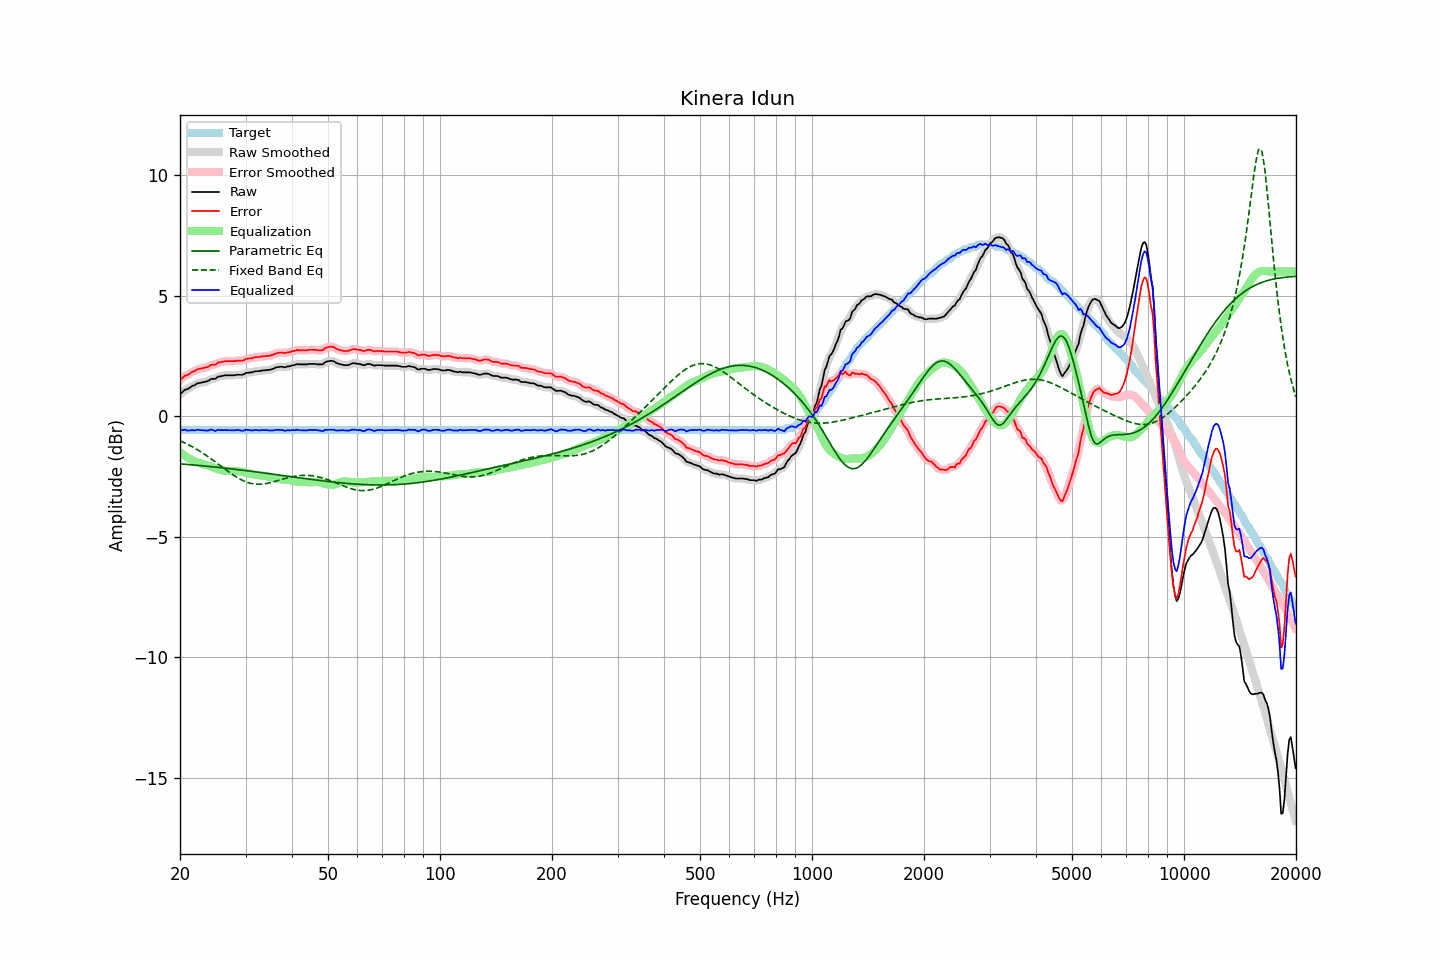 Kinera Idun
Target
Raw Smoothed
Error Smoothed
Raw
Error
Equalization
Parametric Eq
Fixed Band Eq
Equalized
10
5
0
−5
−10
−15
Amplitude (dBr)
20
50
100
200
500
1000
2000
5000
10000
20000
Frequency (Hz)